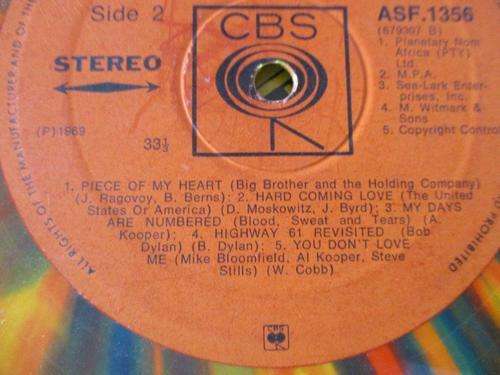 Side 2
CBS
ASF.1356
(679307 B)
STEREO
1. Planetary Nom
Africa (PTY)
Ltd.
2. M.P.A.
3. Sea-Lark Enter-
prises, Inc.
4. M. Witmark &
Sons
5. Copyright Control
(P)1969
33⅓
1. PIECE OF MY HEART (Big Brother and the Holding Company)
(J. Ragovoy, B. Berns): 2. HARD COMING LOVE (The United
States Or America) (D. Moskowitz, J. Byrd): 3. MY DAYS
ARE NUMBERED (Blood, Sweat and Tears) (A.
Kooper): 4. HIGHWAY 61 REVISITED (Bob
Dylan) (B. Dylan): 5. YOU DON'T LOVE
ME (Mike Bloomfield, Al Kooper, Steve
Stills) (W. Cobb)
ALL RIGHTS OF THE MANUFACTURER AND OF THE
PROHIBITED
CBS